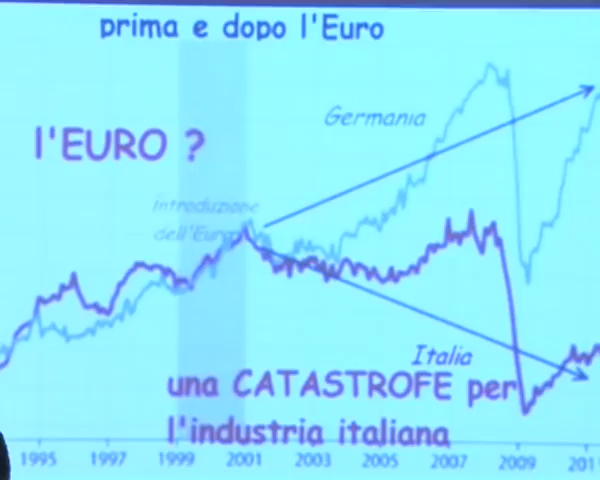 prima e dopo l'Euro
l'EURO ?
Germania
Introduzione
dell'Euro
Italia
una CATASTROFE per
l'industria italiana
1995 1997 1999 2001 2003 2005 2007 2009 201